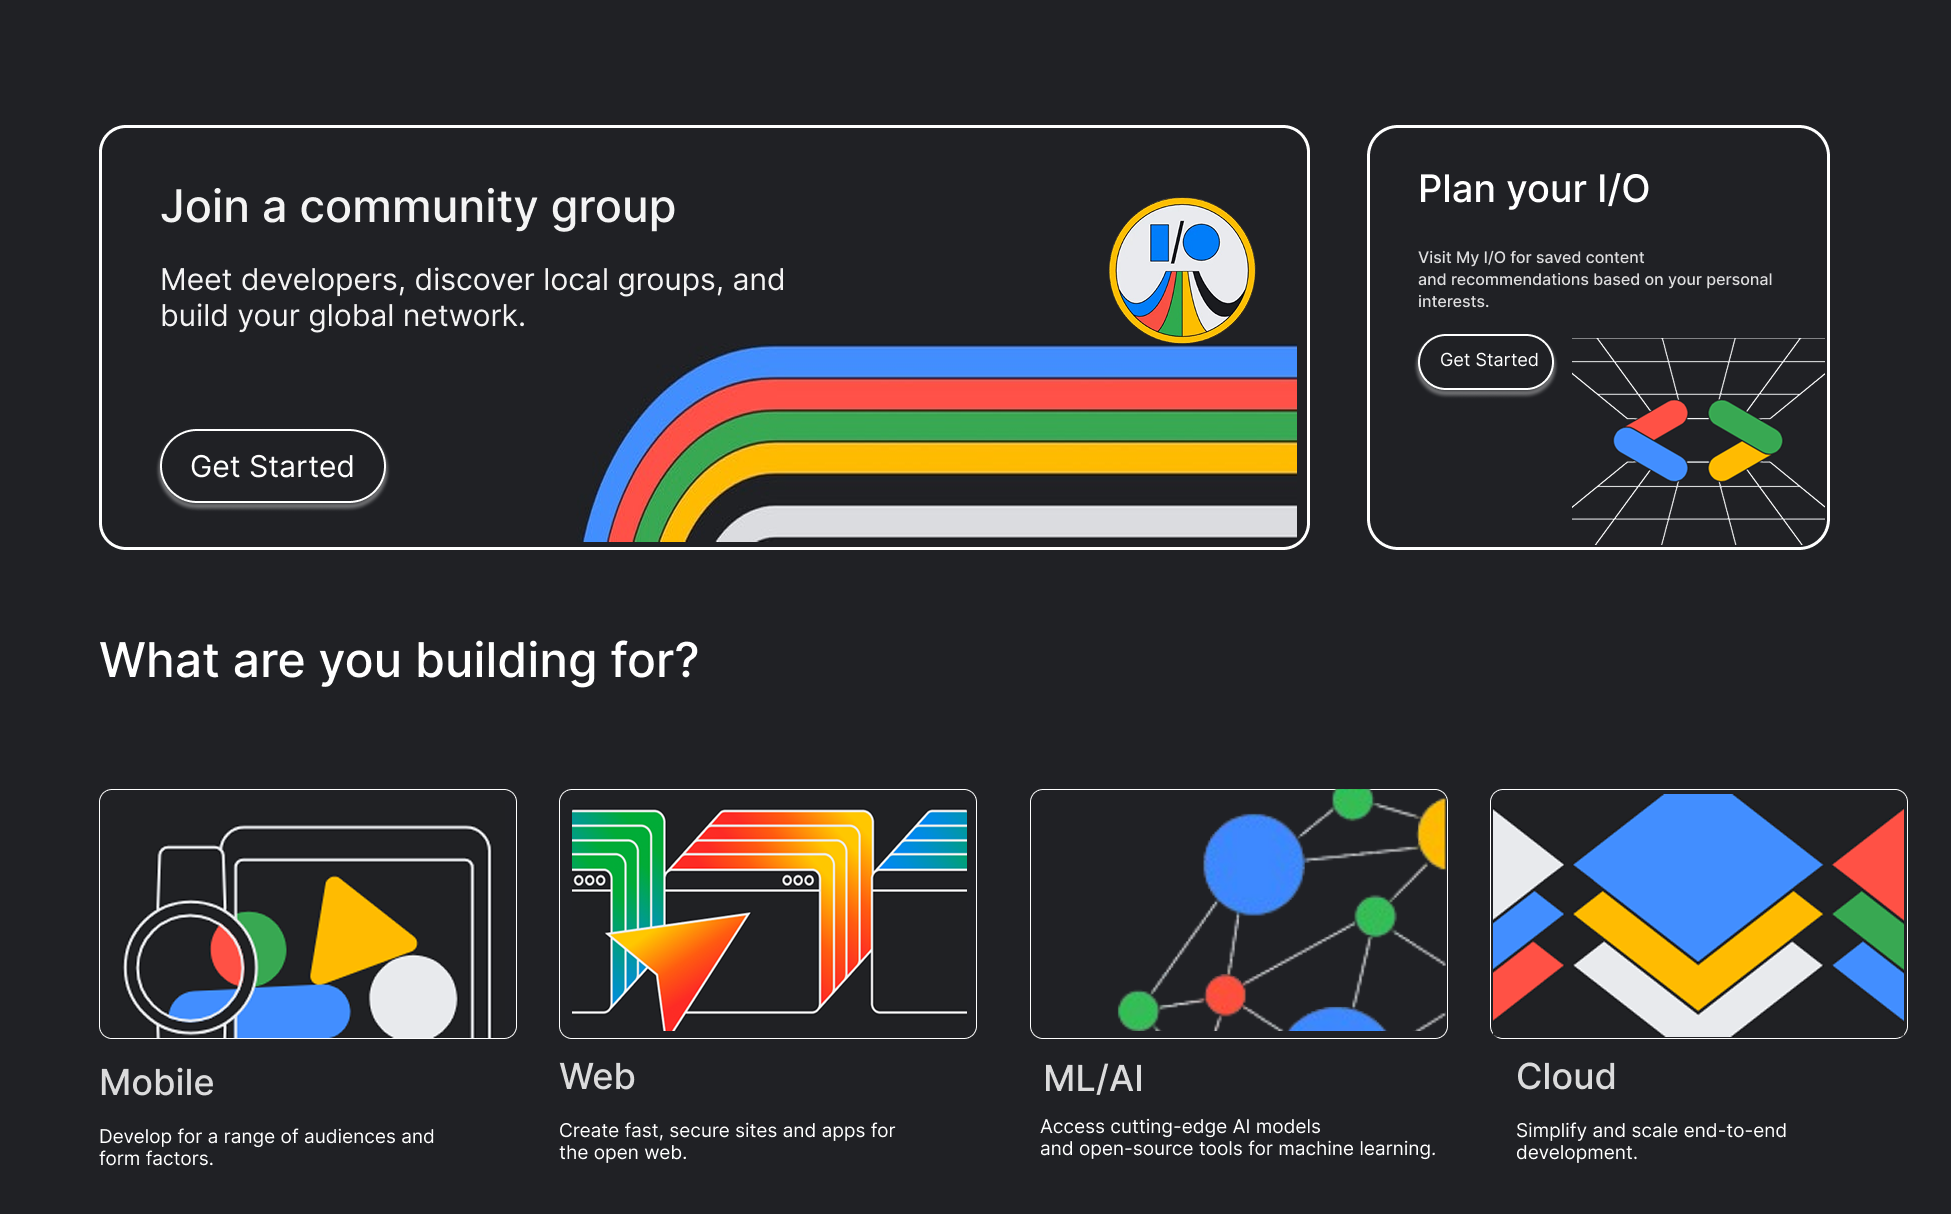 Join a community group
Meet developers, discover local groups, and
build your global network.
Get Started
I/O
Plan your I/O
Visit My I/O for saved content
and recommendations based on your personal
interests.
Get Started
What are you building for?
Mobile
Develop for a range of audiences and
form factors.
Web
Create fast, secure sites and apps for
the open web.
ML/AI
Access cutting-edge AI models
and open-source tools for machine learning.
Cloud
Simplify and scale end-to-end
development.